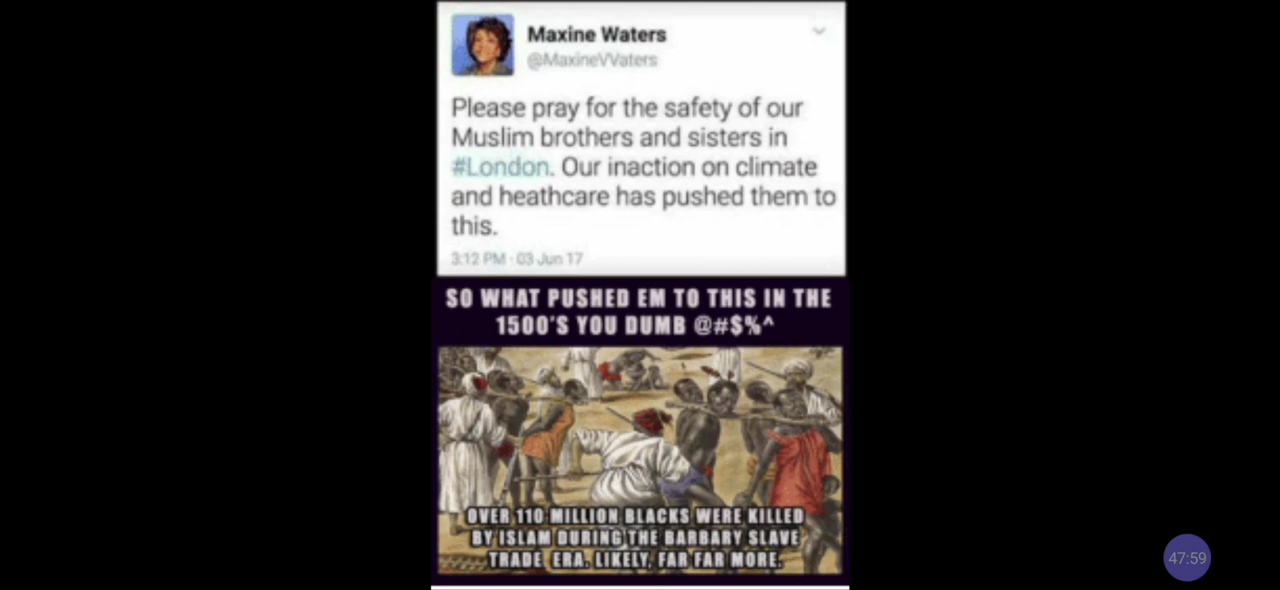 Maxine Waters
@MaxineVVaters
Please pray for the safety of our
Muslim brothers and sisters in
#London. Our inaction on climate
and heathcare has pushed them to
this.
3:12 PM · 03 Jun 17
SO WHAT PUSHED EM TO THIS IN THE
1500'S YOU DUMB @#$%^
OVER 110 MILLION BLACKS WERE KILLED
BY ISLAM DURING THE BARBARY SLAVE
TRADE ERA. LIKELY, FAR FAR MORE.
47:59